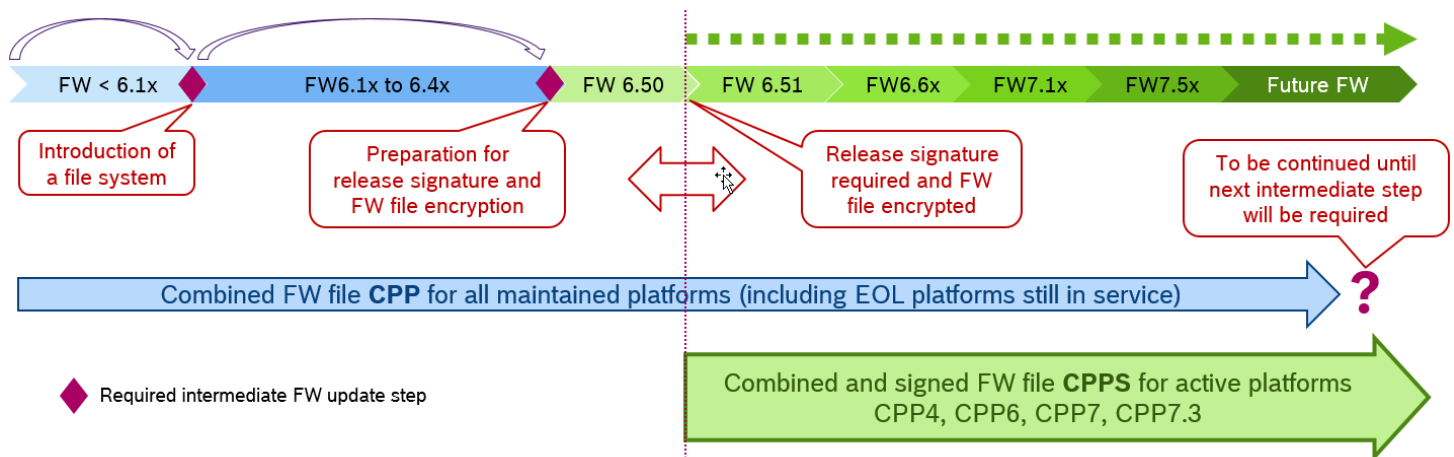 FW < 6.1x
FW6.1x to 6.4x
FW 6.50
FW 6.51
FW6.6x
FW7.1x
FW7.5x
Future FW
Introduction of
a file system
Preparation for
release signature and
FW file encryption
Release signature
required and FW
file encrypted
To be continued until
next intermediate step
will be required
Combined FW file CPP for all maintained platforms (including EOL platforms still in service)
?
Combined and signed FW file CPPS for active platforms
CPP4, CPP6, CPP7, CPP7.3
Required intermediate FW update step